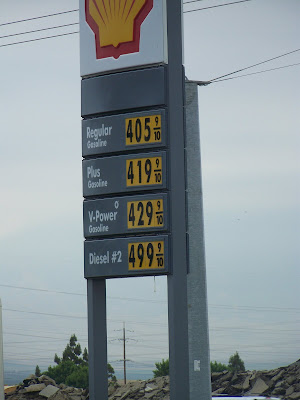 Regular 405 9/10
Gasoline
Plus 419 9/10
Gasoline
V-Power 429 9/10
Gasoline
Diesel #2 499 9/10